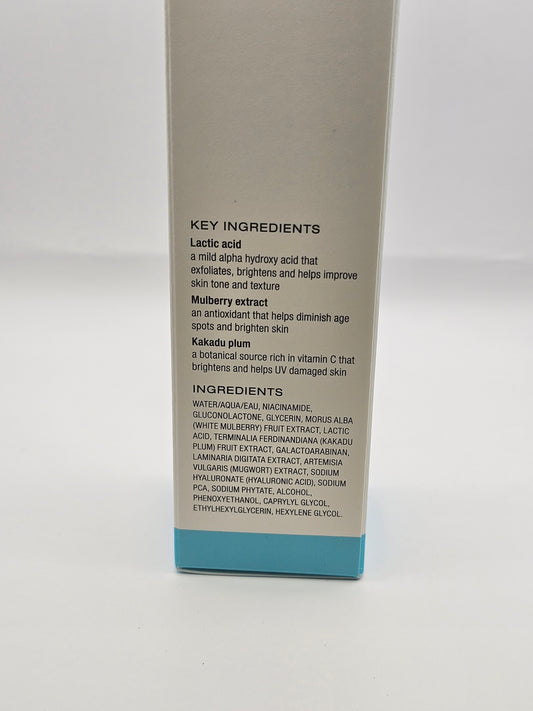 KEY INGREDIENTS
Lactic acid
a mild alpha hydroxy acid that
exfoliates, brightens and helps improve
skin tone and texture
Mulberry extract
an antioxidant that helps diminish age
spots and brighten skin
Kakadu plum
a botanical source rich in vitamin C that
brightens and helps UV damaged skin
INGREDIENTS
WATER/AQUA/EAU, NIACINAMIDE,
GLUCONOLACTONE, GLYCERIN, MORUS ALBA
(WHITE MULBERRY) FRUIT EXTRACT, LACTIC
ACID, TERMINALIA FERDINANDIANA (KAKADU
PLUM) FRUIT EXTRACT, GALACTOARABINAN,
LAMINARIA DIGITATA EXTRACT, ARTEMISIA
VULGARIS (MUGWORT) EXTRACT, SODIUM
HYALURONATE (HYALURONIC ACID), SODIUM
PCA, SODIUM PHYTATE, ALCOHOL,
PHENOXYETHANOL, CAPRYLYL GLYCOL,
ETHYLHEXYLGLYCERIN, HEXYLENE GLYCOL.